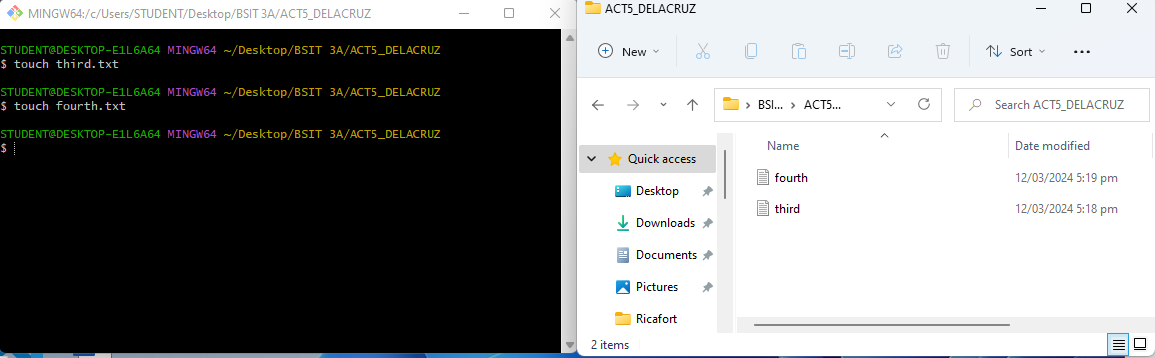 MINGW64:/c/Users/STUDENT/Desktop/BSIT 3A/ACT5_DELACRUZ
STUDENT@DESKTOP-E1L6A64 MINGW64 ~/Desktop/BSIT 3A/ACT5_DELACRUZ
$ touch third.txt
STUDENT@DESKTOP-E1L6A64 MINGW64 ~/Desktop/BSIT 3A/ACT5_DELACRUZ
$ touch fourth.txt
STUDENT@DESKTOP-E1L6A64 MINGW64 ~/Desktop/BSIT 3A/ACT5_DELACRUZ
$
ACT5_DELACRUZ
New Sort ...
BSI... ACT5... Search ACT5_DELACRUZ
Quick access
Desktop
Downloads
Documents
Pictures
Ricafort
Name Date modified
fourth 12/03/2024 5:19 pm
third 12/03/2024 5:18 pm
2 items